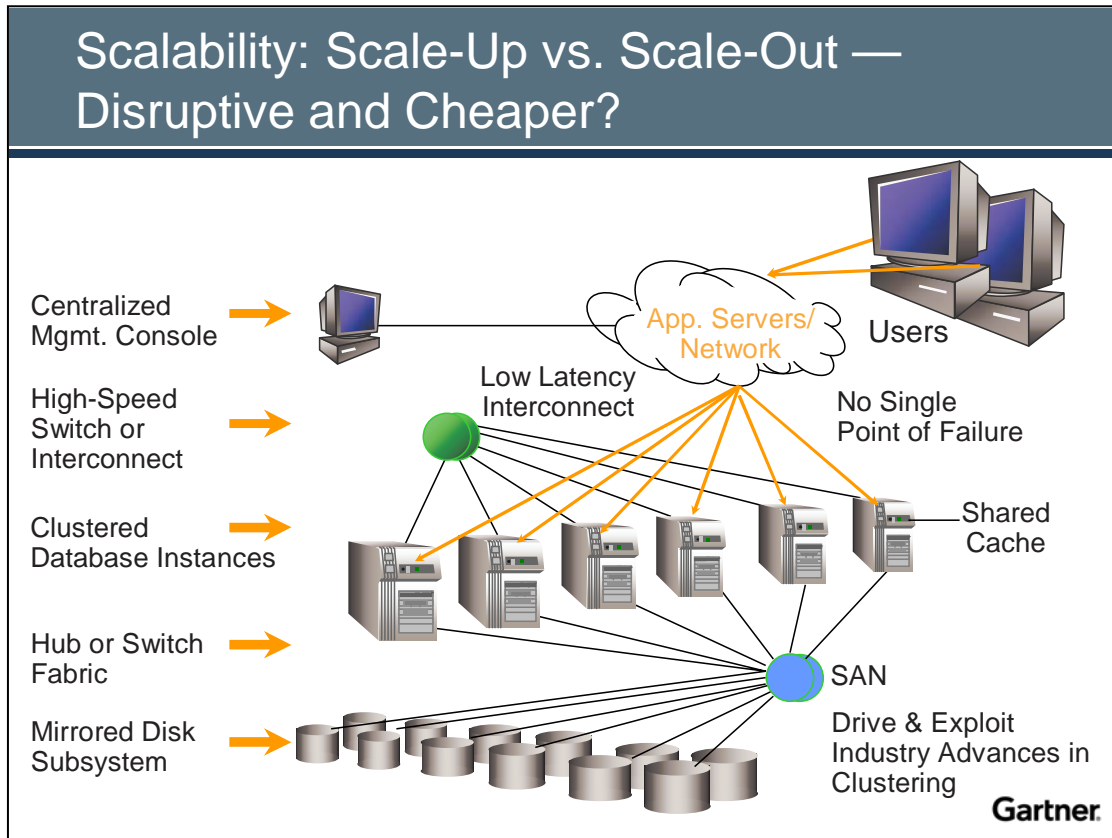 Scalability: Scale-Up vs. Scale-Out —
Disruptive and Cheaper?
Centralized
Mgmt. Console
App. Servers/
Network
Users
High-Speed
Switch or
Interconnect
Low Latency
Interconnect
No Single
Point of Failure
Clustered
Database Instances
Shared
Cache
Hub or Switch
Fabric
SAN
Mirrored Disk
Subsystem
Drive & Exploit
Industry Advances in
Clustering
Gartner.